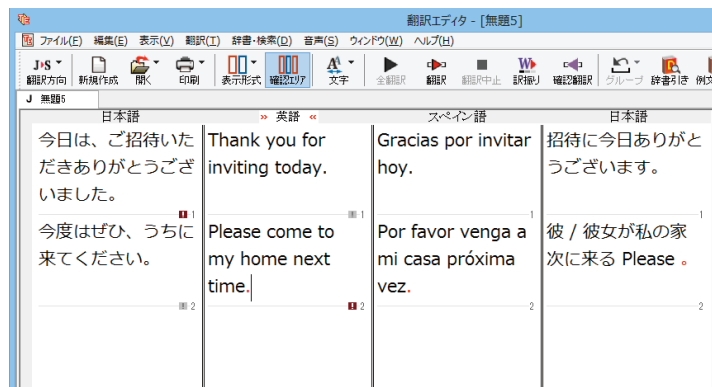 翻訳エディタ - [無題5]
ファイル(F) 編集(E) 表示(V) 翻訳(T) 辞書・検索(D) 音声(S) ウィンドウ(W) ヘルプ(H)
J▶S
翻訳方向 新規作成 開く 印刷 表示形式 確認エリア 文字 全翻訳 翻訳 翻訳中止 訳振り 確認翻訳 グループ 辞書引き 例文
J 無題5
日本語 » 英語 « スペイン語 日本語
今日は、ご招待いた
だきありがとうござ
いました。
1
Thank you for
inviting today.
1
Gracias por invitar
hoy.
1
招待に今日ありがと
うございます。
1
今度はぜひ、うちに
来てください。
2
Please come to
my home next
time.
2
Por favor venga a
mi casa próxima
vez.
2
彼 / 彼女が私の家
次に来る Please 。
2